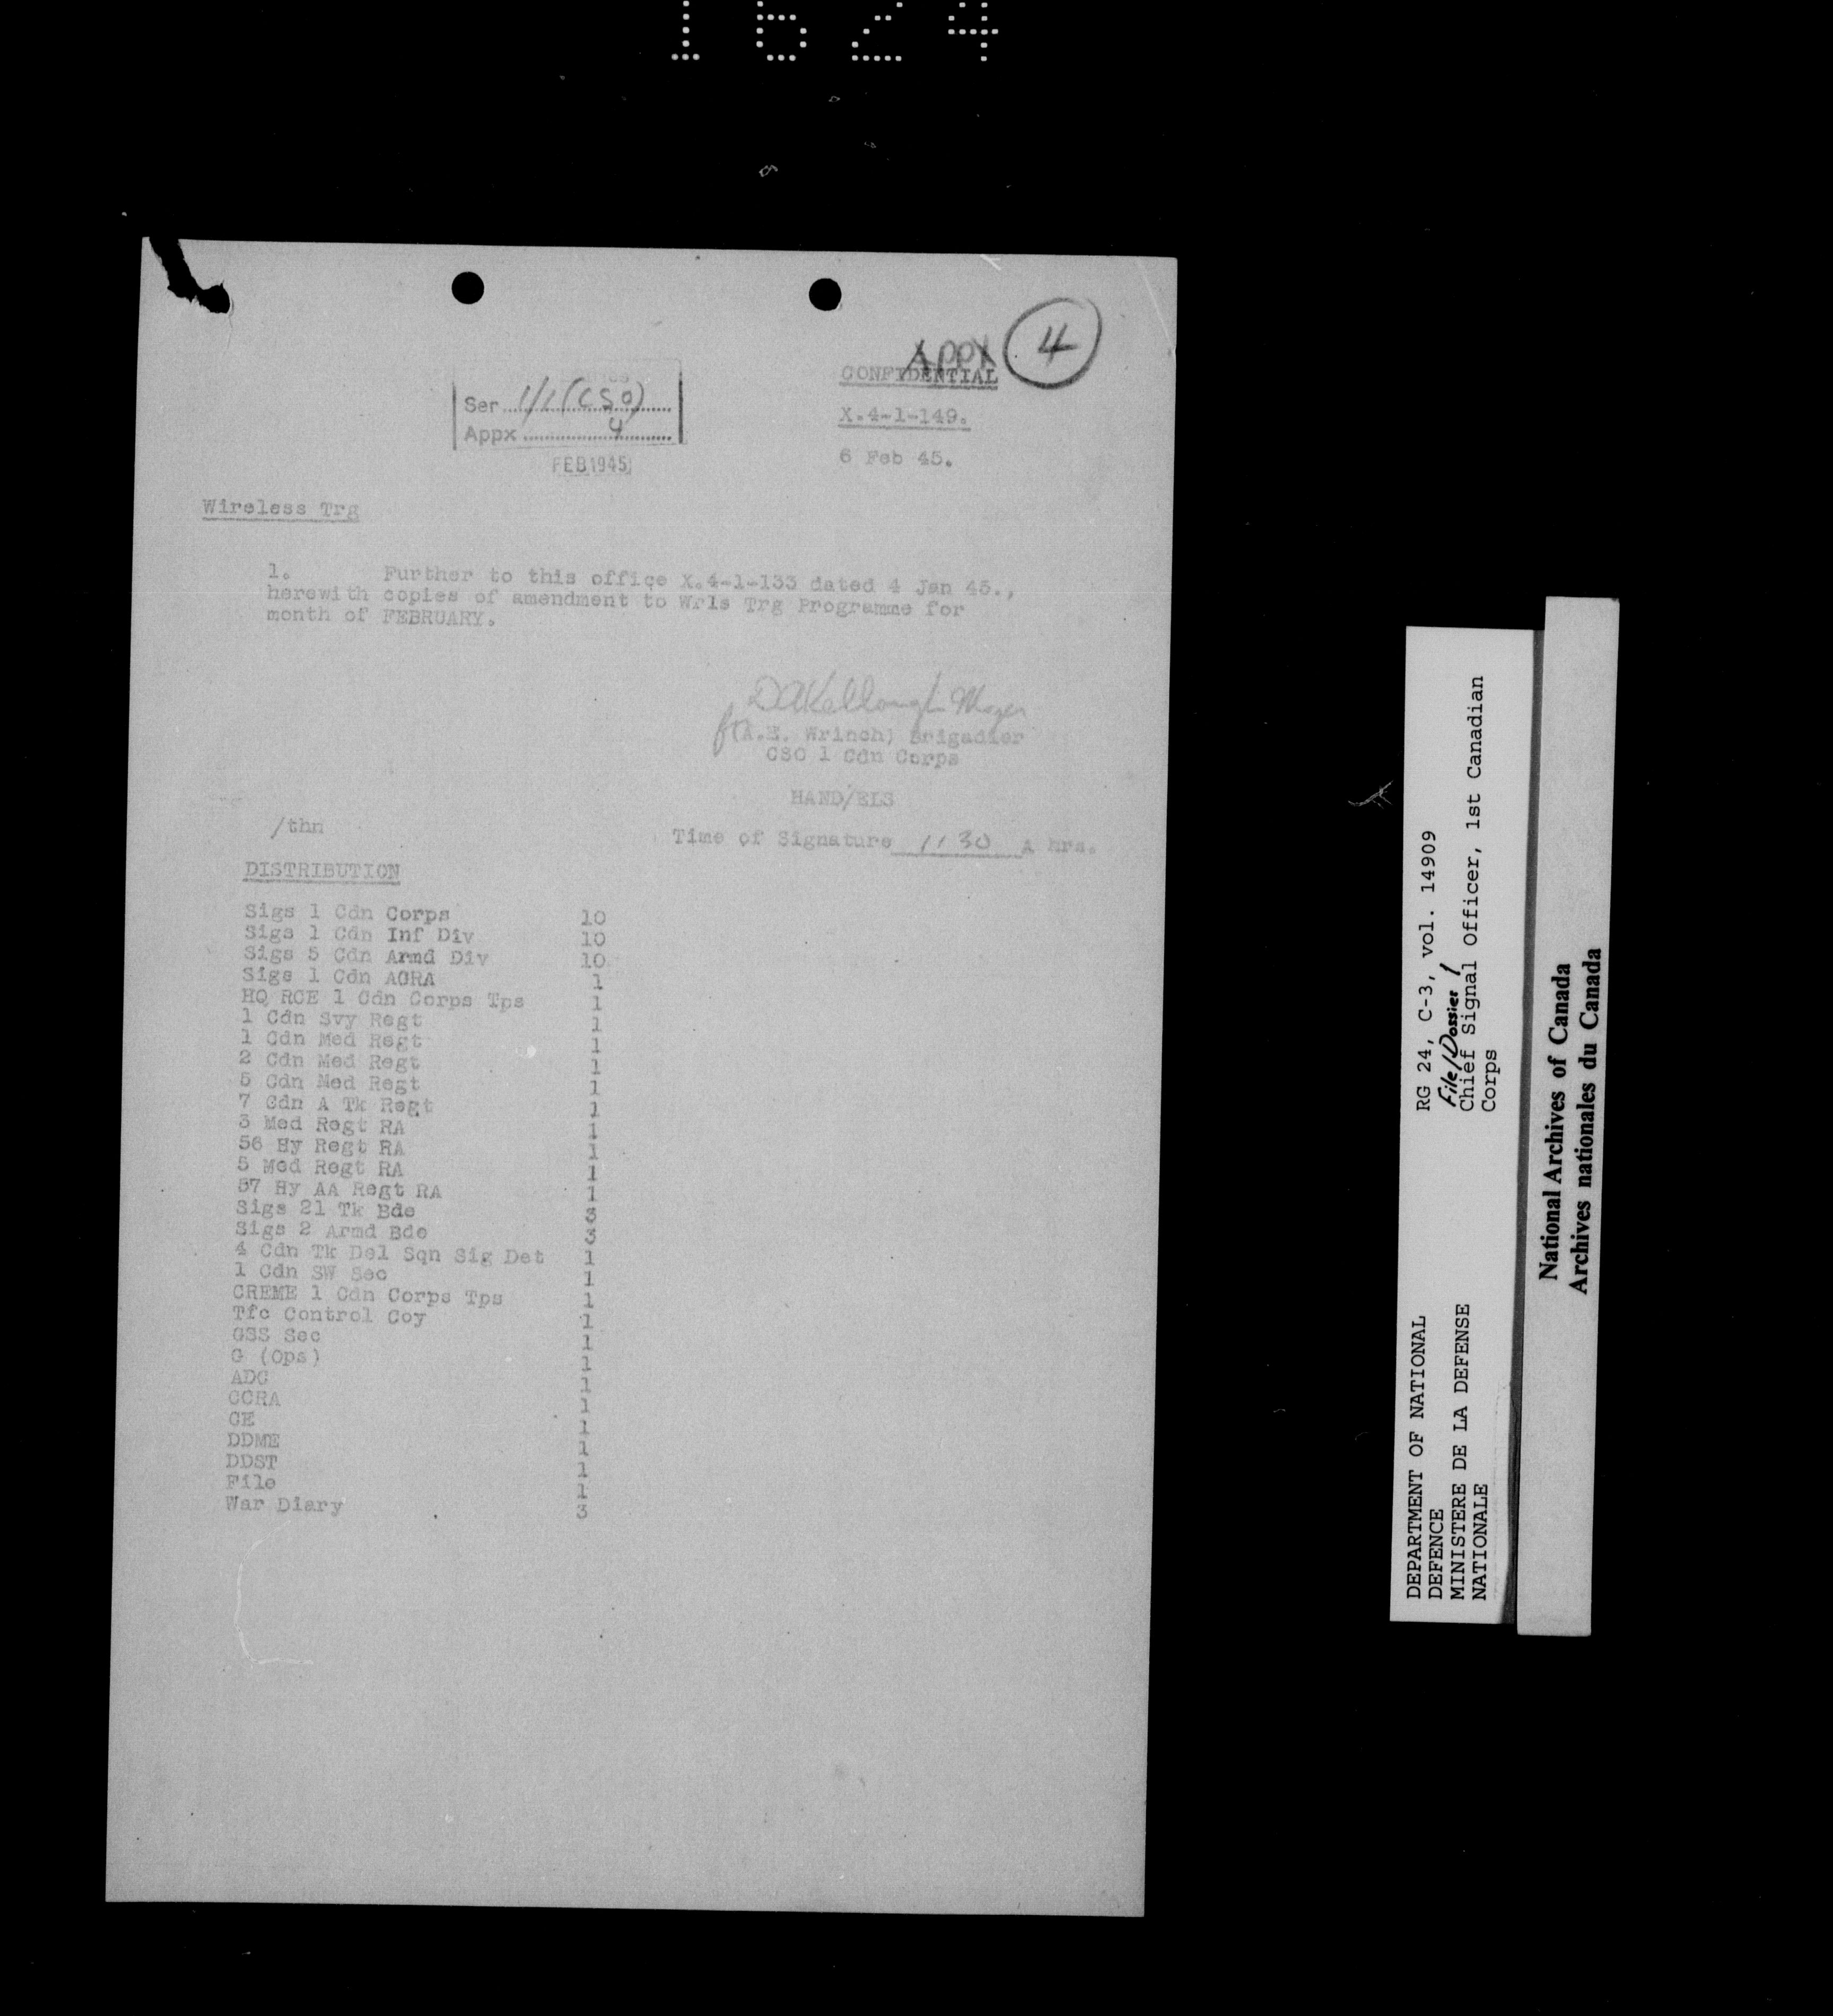 1624
APPX 4
CONFIDENTIAL
Ser 1/1 (CSO)
Appx 4
FEB 1945
X.4-1-149.
6 Feb 45.
Wireless Trg
1. Further to this office X.4-1-133 dated 4 Jan 45.,
herewith copies of amendment to Wrls Trg Programme for
month of FEBRUARY.
DAKellough Major
f (A.E. Wrinch) Brigadier
CSO 1 Cdn Corps
HAND/ELS
/thn
Time of Signature 1130 A hrs.
DISTRIBUTION
Sigs 1 Cdn Corps 10
Sigs 1 Cdn Inf Div 10
Sigs 5 Cdn Armd Div 10
Sigs 1 Cdn AGRA 1
HQ RCE 1 Cdn Corps Tps 1
1 Cdn Svy Regt 1
1 Cdn Med Regt 1
2 Cdn Med Regt 1
5 Cdn Med Regt 1
7 Cdn A Tk Regt 1
3 Med Regt RA 1
56 Hy Regt RA 1
5 Med Regt RA 1
57 Hy AA Regt RA 1
Sigs 21 Tk Bde 3
Sigs 2 Armd Bde 3
4 Cdn Tk Del Sqn Sig Det 1
1 Cdn SW Sec 1
CREME 1 Cdn Corps Tps 1
Tfc Control Coy 1
GSS Sec 1
G (Ops) 1
ADC 1
CCRA 1
CE 1
DDME 1
DDST 1
File 1
War Diary 3
DEPARTMENT OF NATIONAL
DEFENCE
MINISTERE DE LA DEFENSE
NATIONALE
RG 24, C-3, vol. 14909
File/Dossier 1
Chief Signal Officer, 1st Canadian
Corps
National Archives of Canada
Archives nationales du Canada